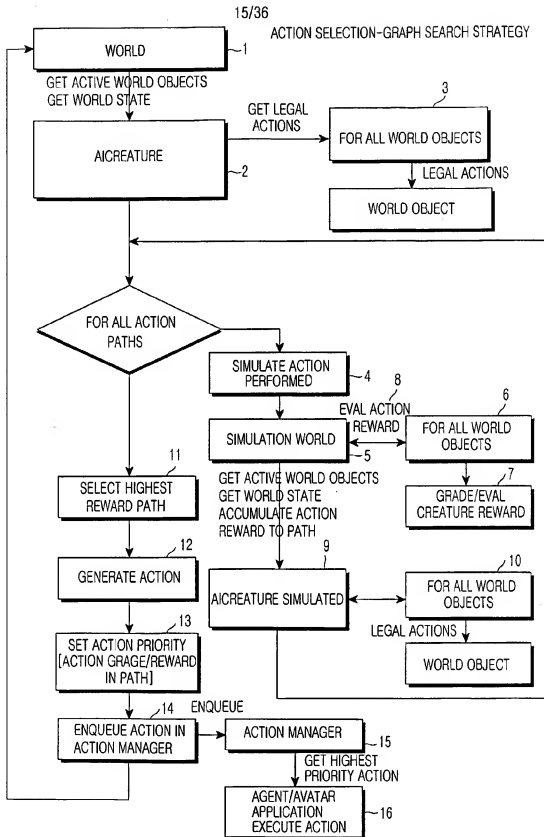 15/36
ACTION SELECTION-GRAPH SEARCH STRATEGY
WORLD
1
GET ACTIVE WORLD OBJECTS
GET WORLD STATE
3
GET LEGAL
ACTIONS
FOR ALL WORLD OBJECTS
AICREATURE
2
LEGAL ACTIONS
WORLD OBJECT
FOR ALL ACTION
PATHS
SIMULATE ACTION
PERFORMED
4
8
EVAL ACTION
REWARD
6
SIMULATION WORLD
5
FOR ALL WORLD
OBJECTS
11
SELECT HIGHEST
REWARD PATH
GET ACTIVE WORLD OBJECTS
GET WORLD STATE
ACCUMULATE ACTION
REWARD TO PATH
7
GRADE/EVAL
CREATURE REWARD
12
GENERATE ACTION
9
AICREATURE SIMULATED
10
FOR ALL WORLD
OBJECTS
LEGAL ACTIONS
WORLD OBJECT
13
SET ACTION PRIORITY
[ACTION GRAGE/REWARD
IN PATH]
14
ENQUEUE
ENQUEUE ACTION IN
ACTION MANAGER
ACTION MANAGER
15
GET HIGHEST
PRIORITY ACTION
AGENT/AVATAR
APPLICATION
EXECUTE ACTION
16